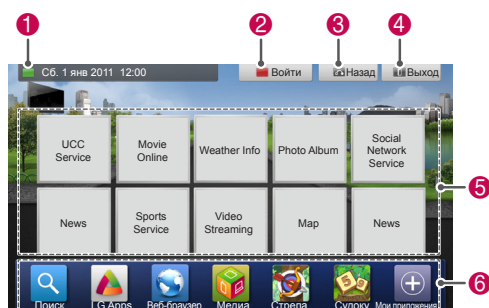 1 2 3 4
Сб. 1 янв 2011 12:00 Войти Назад Выход
UCC Service Movie Online Weather Info Photo Album Social Network Service
5
News Sports Service Video Streaming Map News
6
Поиск LG Apps Веб-браузер Медиа Стрела Судоку Мои приложения